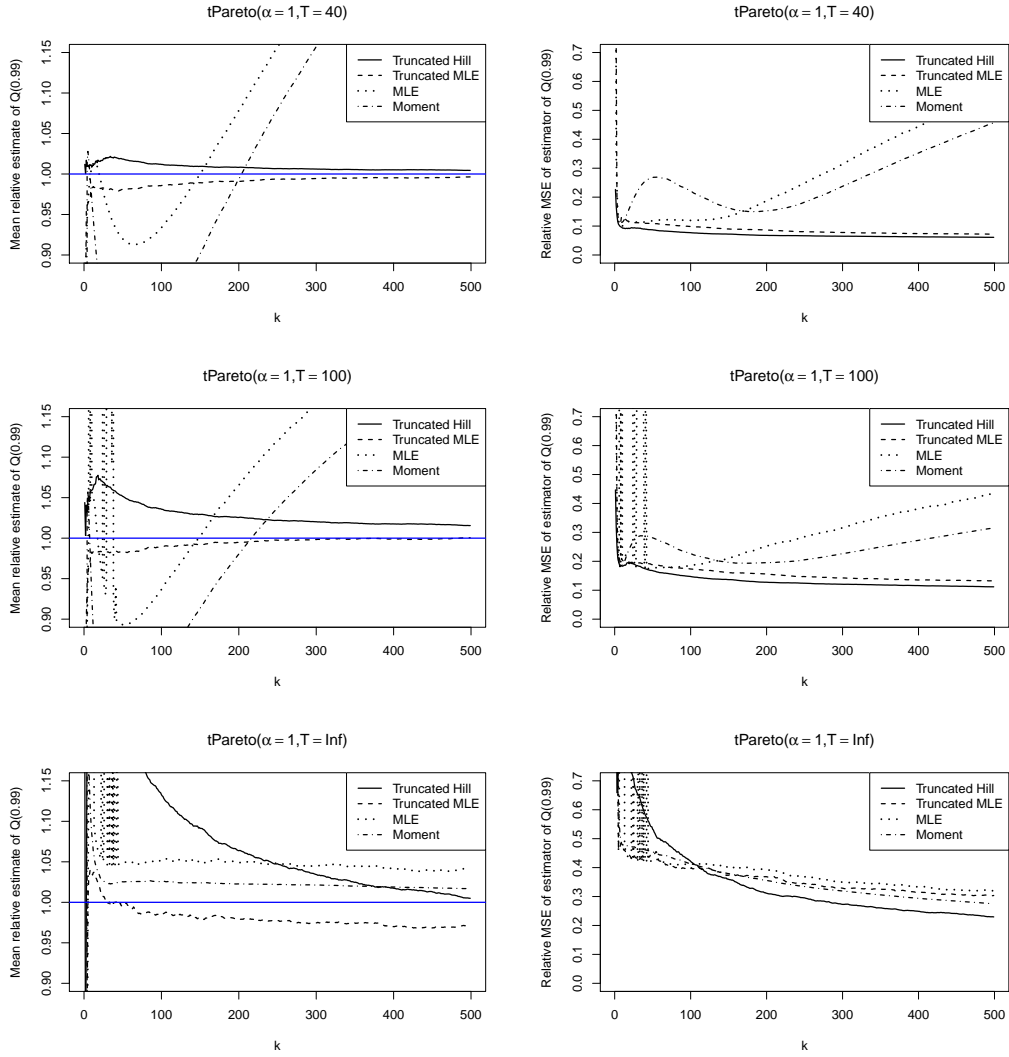 tPareto(α = 1,T = 40)
Mean relative estimate of Q(0.99)
0.90 0.95 1.00 1.05 1.10 1.15
Truncated Hill
Truncated MLE
MLE
Moment
0 100 200 300 400 500
k
tPareto(α = 1,T = 40)
Relative MSE of estimator of Q(0.99)
0.0 0.1 0.2 0.3 0.4 0.5 0.6 0.7
Truncated Hill
Truncated MLE
MLE
Moment
0 100 200 300 400 500
k
tPareto(α = 1,T = 100)
Mean relative estimate of Q(0.99)
0.90 0.95 1.00 1.05 1.10 1.15
Truncated Hill
Truncated MLE
MLE
Moment
0 100 200 300 400 500
k
tPareto(α = 1,T = 100)
Relative MSE of estimator of Q(0.99)
0.0 0.1 0.2 0.3 0.4 0.5 0.6 0.7
Truncated Hill
Truncated MLE
MLE
Moment
0 100 200 300 400 500
k
tPareto(α = 1,T = Inf)
Mean relative estimate of Q(0.99)
0.90 0.95 1.00 1.05 1.10 1.15
Truncated Hill
Truncated MLE
MLE
Moment
0 100 200 300 400 500
k
tPareto(α = 1,T = Inf)
Relative MSE of estimator of Q(0.99)
0.0 0.1 0.2 0.3 0.4 0.5 0.6 0.7
Truncated Hill
Truncated MLE
MLE
Moment
0 100 200 300 400 500
k